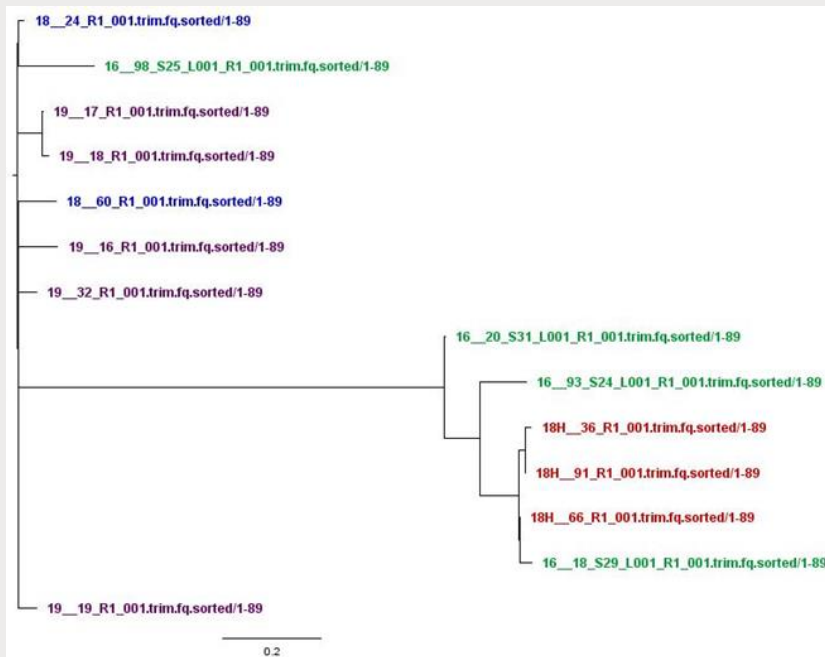 18__24_R1_001.trim.fq.sorted/1-89
16__98_S25_L001_R1_001.trim.fq.sorted/1-89
19__17_R1_001.trim.fq.sorted/1-89
19__18_R1_001.trim.fq.sorted/1-89
18__60_R1_001.trim.fq.sorted/1-89
19__16_R1_001.trim.fq.sorted/1-89
19__32_R1_001.trim.fq.sorted/1-89
16__20_S31_L001_R1_001.trim.fq.sorted/1-89
16__93_S24_L001_R1_001.trim.fq.sorted/1-89
18H__36_R1_001.trim.fq.sorted/1-89
18H__91_R1_001.trim.fq.sorted/1-89
18H__66_R1_001.trim.fq.sorted/1-89
16__18_S29_L001_R1_001.trim.fq.sorted/1-89
19__19_R1_001.trim.fq.sorted/1-89
0.2